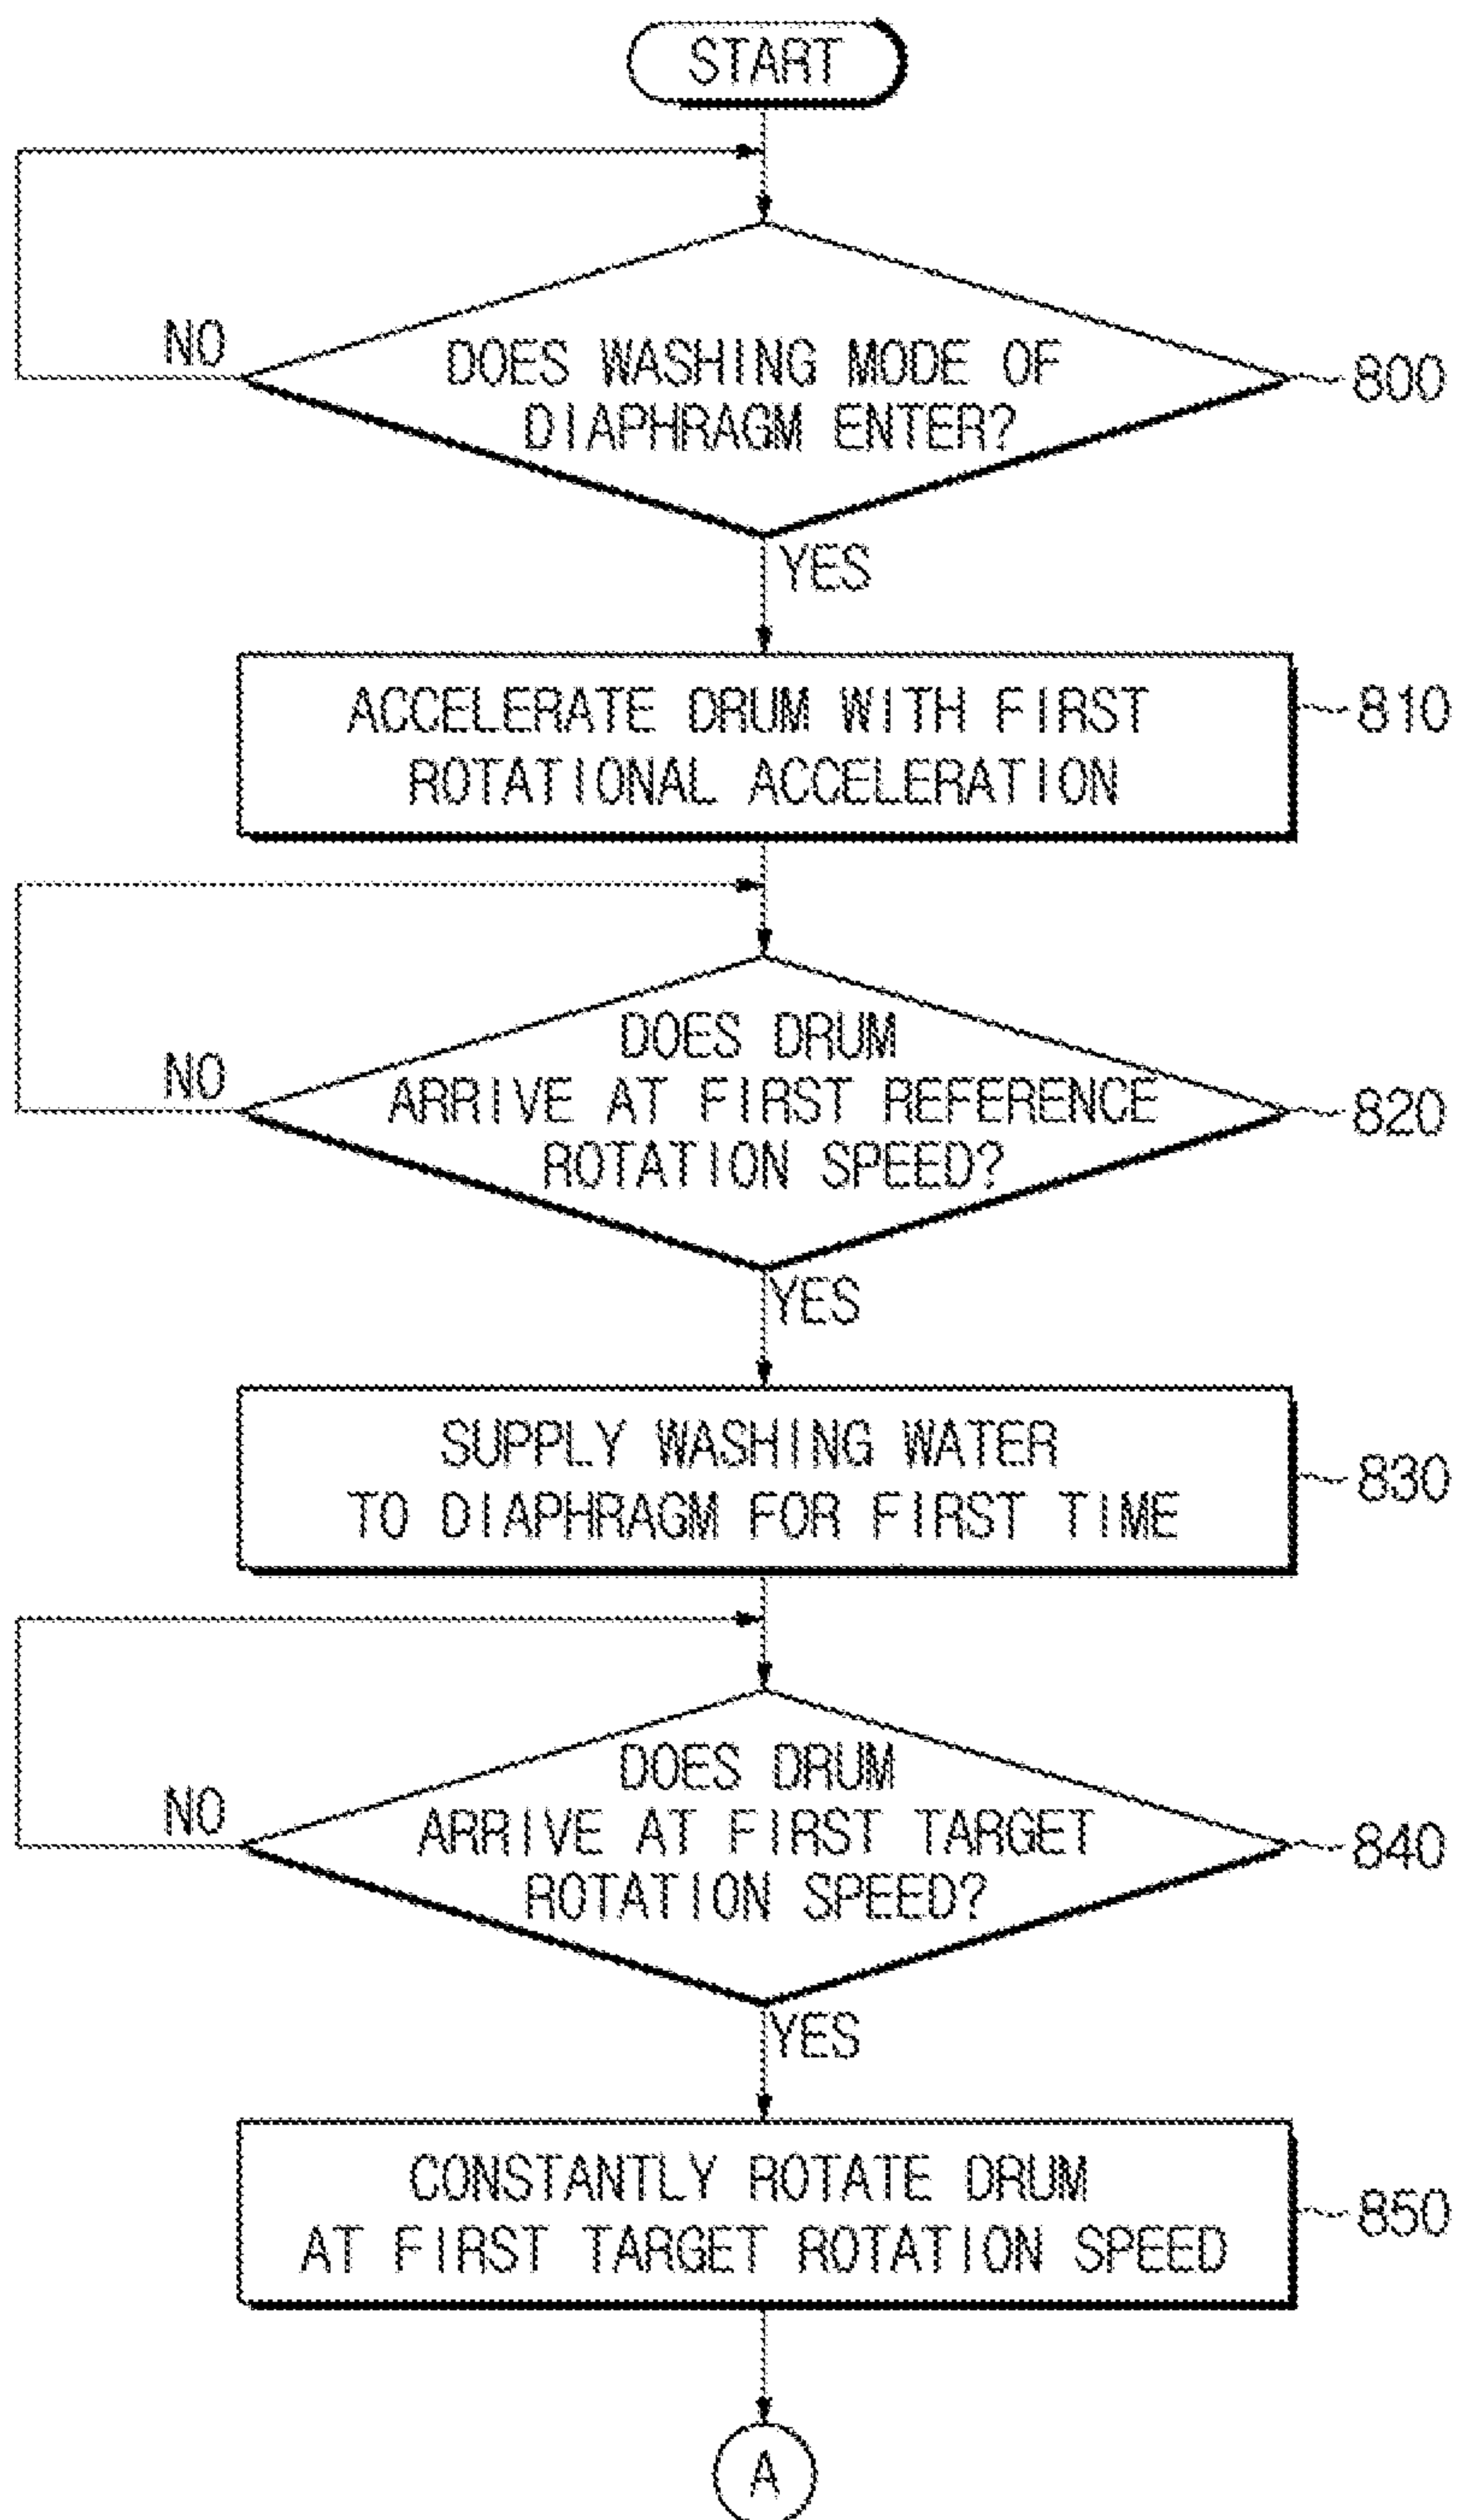 START
NO
DOES WASHING MODE OF
DIAPHRAGM ENTER?
800
YES
ACCELERATE DRUM WITH FIRST
ROTATIONAL ACCELERATION
810
DOES DRUM
ARRIVE AT FIRST REFERENCE
ROTATION SPEED?
NO
820
YES
SUPPLY WASHING WATER
TO DIAPHRAGM FOR FIRST TIME
830
DOES DRUM
ARRIVE AT FIRST TARGET
ROTATION SPEED?
NO
840
YES
CONSTANTLY ROTATE DRUM
AT FIRST TARGET ROTATION SPEED
850
A